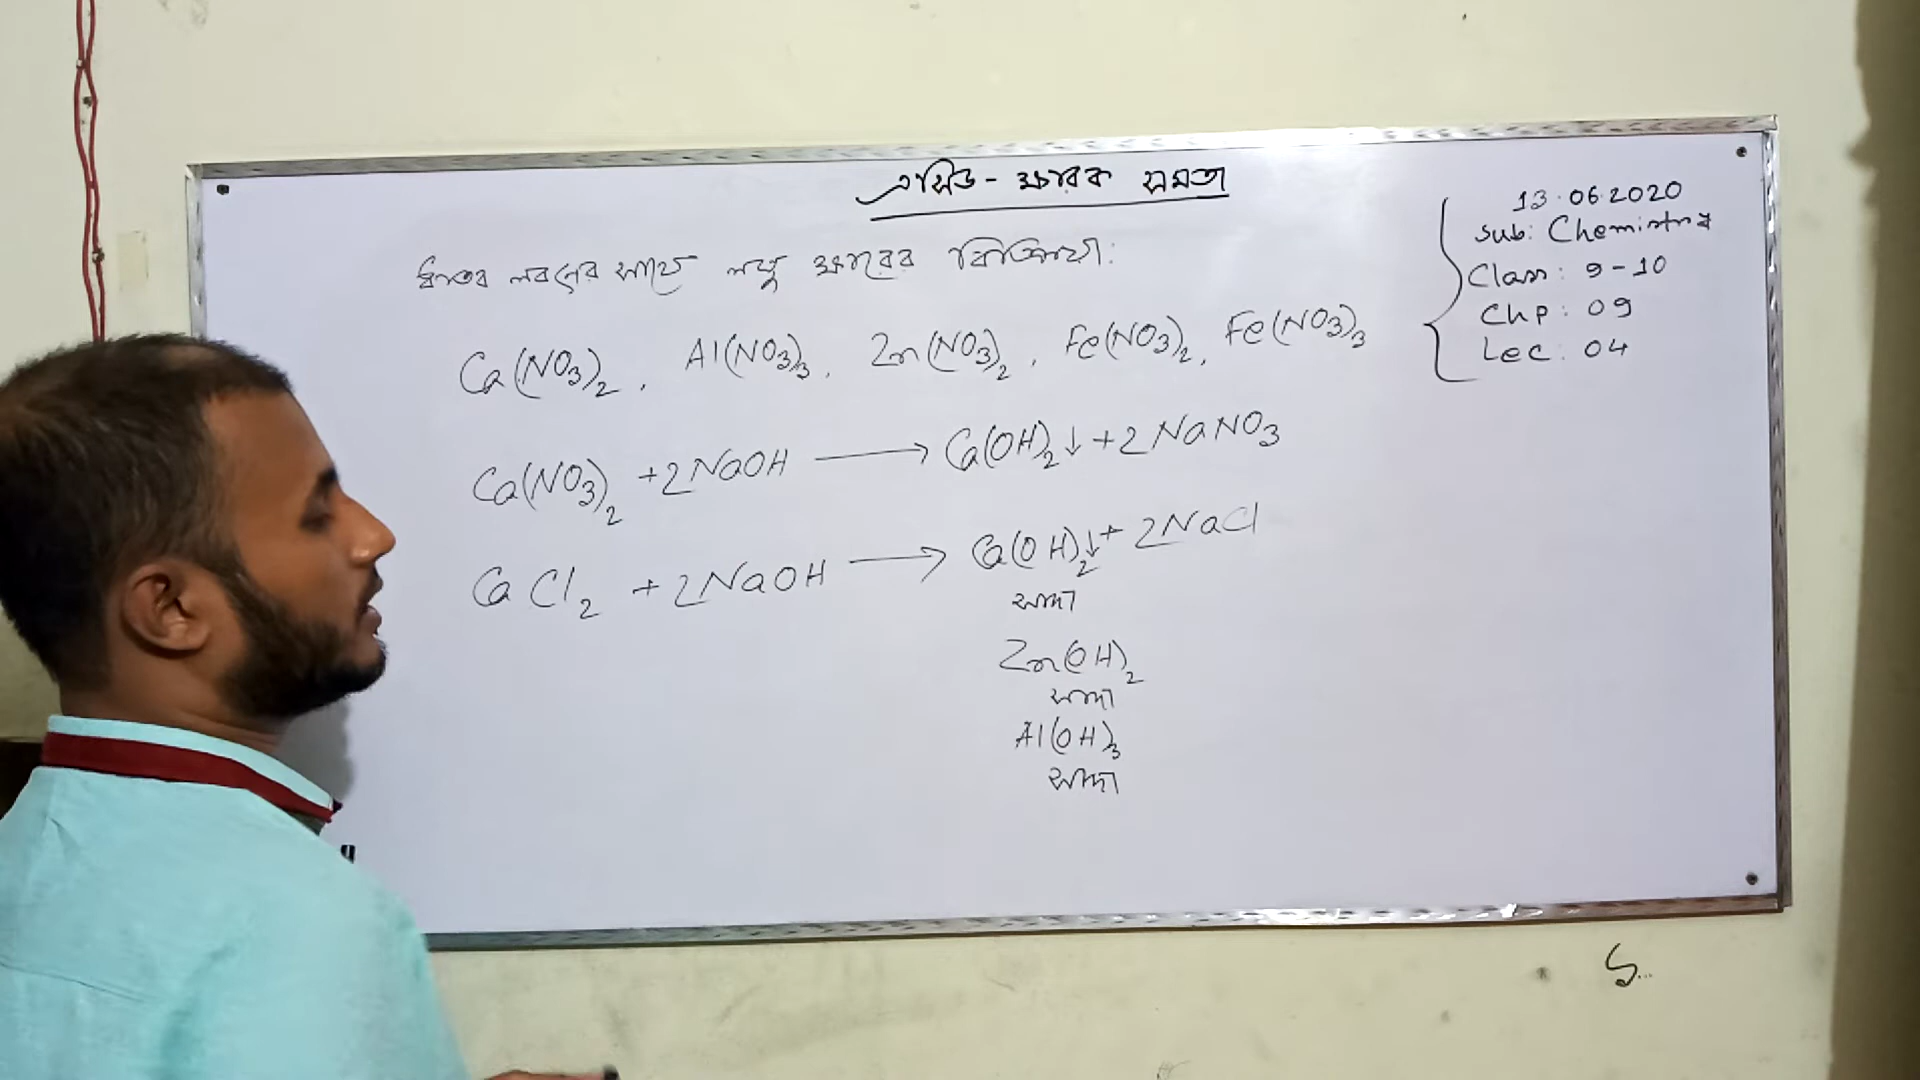 এসিড - ক্ষারক সমতা
13.06.2020
Sub: Chemistry
Class: 9-10
Chp: 09
Lec: 04
ধাতব লবনের সাথে লঘু ক্ষারের বিক্রিয়া:
Ca(NO3)2, Al(NO3)3, Zn(NO3)2, Fe(NO3)2, Fe(NO3)3
Ca(NO3)2 +2NaOH ⟶ Ca(OH)2↓ +2NaNO3
CaCl2 +2NaOH ⟶ Ca(OH)2↓+ 2NaCl
সাদা
Zn(OH)2
সাদা
Al(OH)3
সাদা
S...